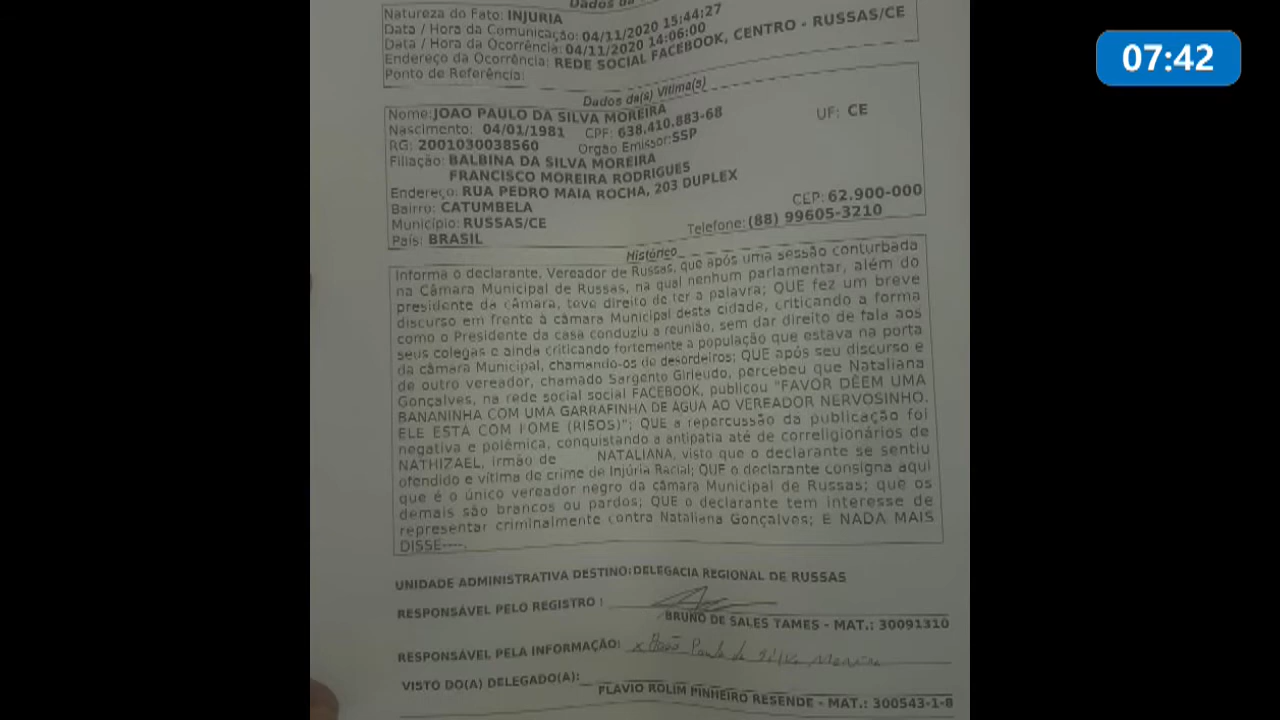 Dados da
Natureza do Fato: INJURIA
Data / Hora da Comunicação: 04/11/2020 15:44:27
Data / Hora da Ocorrência: 04/11/2020 14:06:00
Endereço da Ocorrência: REDE SOCIAL FACEBOOK, CENTRO - RUSSAS/CE
Ponto de Referência:
07:42
Dados da(a) Vítima(s)
Nome: JOAO PAULO DA SILVA MOREIRA
Nascimento: 04/01/1981 CPF: 638.410.883-68 UF: CE
RG: 2001030038560 Orgão Emissor: SSP
Filiação: BALBINA DA SILVA MOREIRA
FRANCISCO MOREIRA RODRIGUES
Endereço: RUA PEDRO MAIA ROCHA, 203 DUPLEX
Bairro: CATUMBELA CEP: 62.900-000
Município: RUSSAS/CE Telefone: (88) 99605-3210
País: BRASIL
Histórico
Informa o declarante, Vereador de Russas, que após uma sessão conturbada
na Câmara Municipal de Russas, na qual nenhum parlamentar, além do
presidente da câmara, teve direito de ter a palavra; QUE fez um breve
discurso em frente à câmara Municipal desta cidade, criticando a forma
como o Presidente da casa conduziu a reunião, sem dar direito de fala aos
seus colegas e ainda criticando fortemente a população que estava na porta
da câmara Municipal, chamando-os de desordeiros; QUE após seu discurso e
de outro vereador, chamado Sargento Girleudo, percebeu que Nataliana
Gonçalves, na rede social social FACEBOOK, publicou "FAVOR DÊEM UMA
BANANINHA COM UMA GARRAFINHA DE ÁGUA AO VEREADOR NERVOSINHO.
ELE ESTÁ COM FOME (RISOS)"; QUE a repercussão da publicação foi
negativa e polêmica, conquistando a antipatia até de correligionários de
NATHIZAEL, irmão de NATALIANA, visto que o declarante se sentiu
ofendido e vítima de crime de Injúria Racial; QUE o declarante consigna aqui
que é o único vereador negro da câmara Municipal de Russas; que os
demais são brancos ou pardos; QUE o declarante tem interesse de
representar criminalmente contra Nataliana Gonçalves; E NADA MAIS
DISSE----.
UNIDADE ADMINISTRATIVA DESTINO: DELEGACIA REGIONAL DE RUSSAS
RESPONSÁVEL PELO REGISTRO :
BRUNO DE SALES TAMES - MAT.: 30091310
RESPONSÁVEL PELA INFORMAÇÃO: x João Paulo da Silva Moreira
VISTO DO(A) DELEGADO(A):
FLAVIO ROLIM PINHEIRO RESENDE - MAT.: 300543-1-8